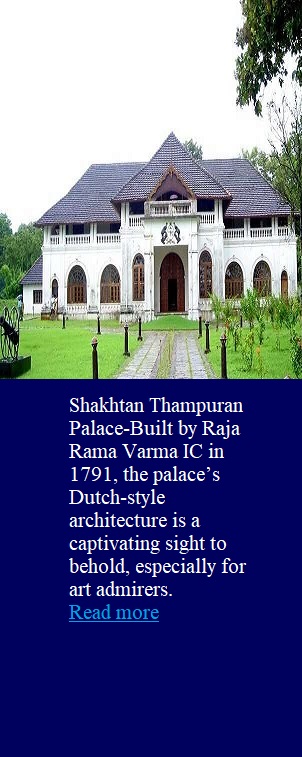 Shakhtan Thampuran
Palace-Built by Raja
Rama Varma IC in
1791, the palace’s
Dutch-style
architecture is a
captivating sight to
behold, especially for
art admirers.
Read more